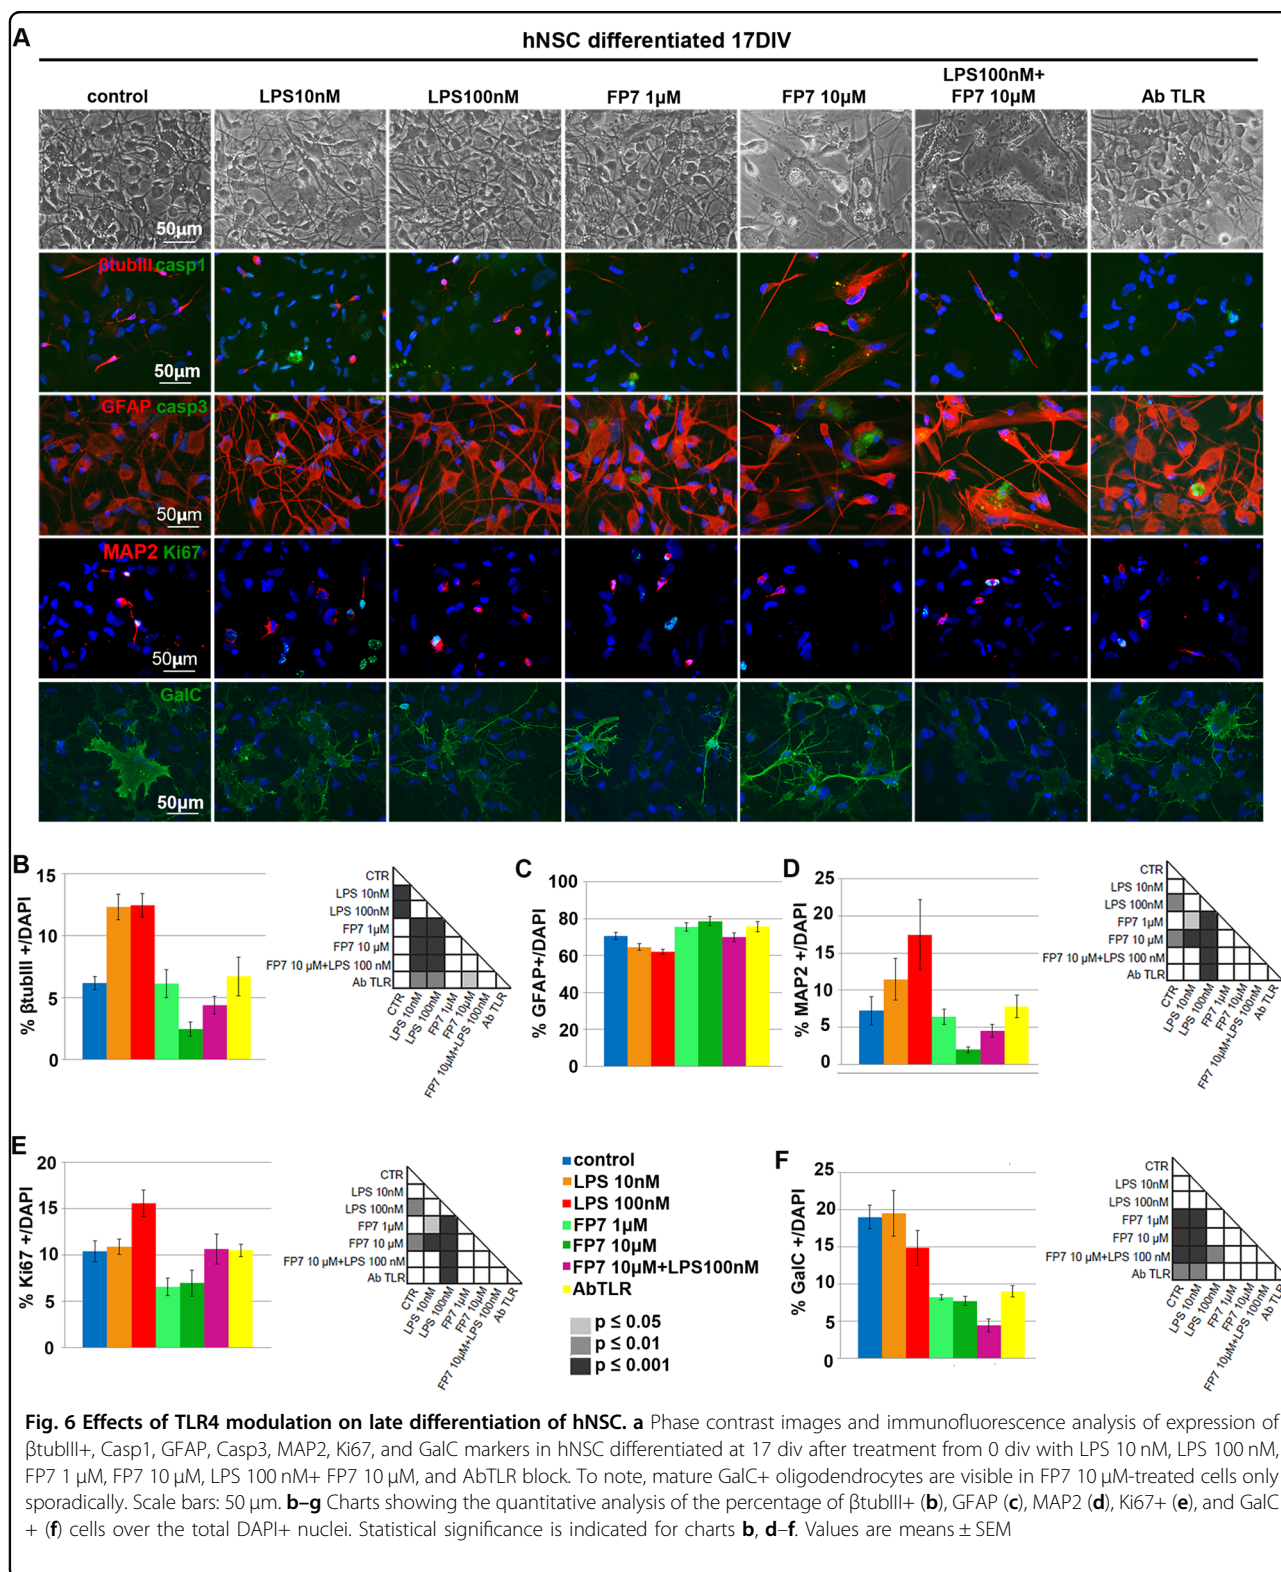 A
hNSC differentiated 17DIV
control
LPS10nM
LPS100nM
FP7 1µM
FP7 10µM
LPS100nM+
FP7 10µM
Ab TLR
50µm
βtubIII casp1
50µm
GFAP casp3
50µm
MAP2 Ki67
50µm
GalC
50µm
B
% βtubIII +/DAPI
15
10
5
0
CTR
LPS 10nM
LPS 100nM
FP7 1µM
FP7 10 µM
FP7 10 µM+LPS 100 nM
Ab TLR
CTR
LPS 10nM
LPS 100nM
FP7 1µM
FP7 10µM
FP7 10µM+LPS 100nM
Ab TLR
C
% GFAP+/DAPI
100
80
60
40
20
0
D
% MAP2 +/DAPI
25
20
15
10
5
0
CTR
LPS 10nM
LPS 100nM
FP7 1µM
FP7 10 µM
FP7 10 µM+LPS 100 nM
Ab TLR
CTR
LPS 10nM
LPS 100nM
FP7 1µM
FP7 10µM
FP7 10µM+LPS 100nM
Ab TLR
E
% Ki67 +/DAPI
20
15
10
5
0
CTR
LPS 10nM
LPS 100nM
FP7 1µM
FP7 10 µM
FP7 10 µM+LPS 100 nM
Ab TLR
CTR
LPS 10nM
LPS 100nM
FP7 1µM
FP7 10µM
FP7 10µM+LPS 100nM
Ab TLR
control
LPS 10nM
LPS 100nM
FP7 1µM
FP7 10µM
FP7 10µM+LPS100nM
AbTLR
p ≤ 0.05
p ≤ 0.01
p ≤ 0.001
F
% GalC +/DAPI
25
20
15
10
5
0
CTR
LPS 10nM
LPS 100nM
FP7 1µM
FP7 10 µM
FP7 10 µM+LPS 100 nM
Ab TLR
CTR
LPS 10nM
LPS 100nM
FP7 1µM
FP7 10µM
FP7 10µM+LPS 100nM
Ab TLR
Fig. 6 Effects of TLR4 modulation on late differentiation of hNSC. a Phase contrast images and immunofluorescence analysis of expression of
βtubIII+, Casp1, GFAP, Casp3, MAP2, Ki67, and GalC markers in hNSC differentiated at 17 div after treatment from 0 div with LPS 10 nM, LPS 100 nM,
FP7 1 µM, FP7 10 µM, LPS 100 nM+ FP7 10 µM, and AbTLR block. To note, mature GalC+ oligodendrocytes are visible in FP7 10 µM-treated cells only
sporadically. Scale bars: 50 µm. b–g Charts showing the quantitative analysis of the percentage of βtubIII+ (b), GFAP (c), MAP2 (d), Ki67+ (e), and GalC
+ (f) cells over the total DAPI+ nuclei. Statistical significance is indicated for charts b, d–f. Values are means ± SEM